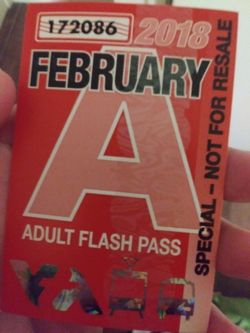 172086
2018
FEBRUARY
A
ADULT FLASH PASS
SPECIAL – NOT FOR RESALE